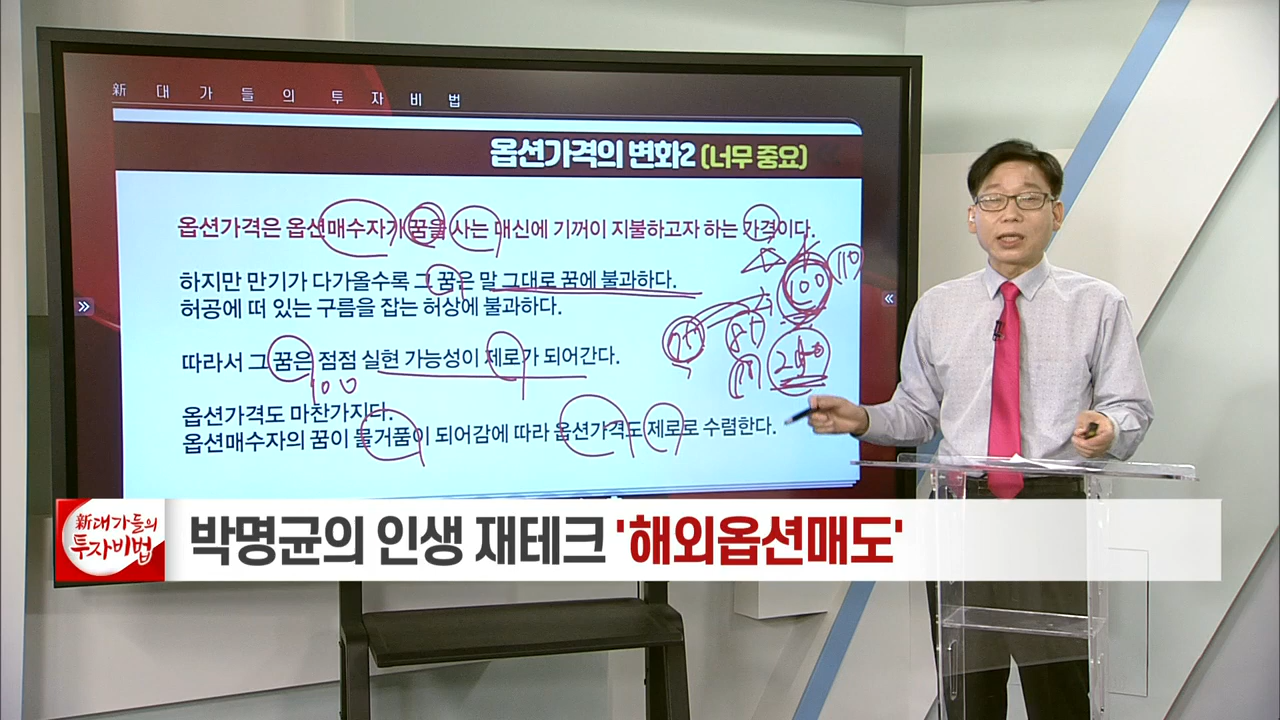 新 대 가 들 의 투 자 비 법
옵션가격의 변화2 (너무 중요)
옵션가격은 옵션매수자가 꿈을 사는 대신에 기꺼이 지불하고자 하는 가격이다.
하지만 만기가 다가올수록 그 꿈은 말 그대로 꿈에 불과하다.
허공에 떠 있는 구름을 잡는 허상에 불과하다.
따라서 그 꿈은 점점 실현 가능성이 제로가 되어간다.
옵션가격도 마찬가지다.
옵션매수자의 꿈이 물거품이 되어감에 따라 옵션가격도 제로로 수렴한다.
100
110
100
新대가들의
투자비법
박명균의 인생 재테크 '해외옵션매도'